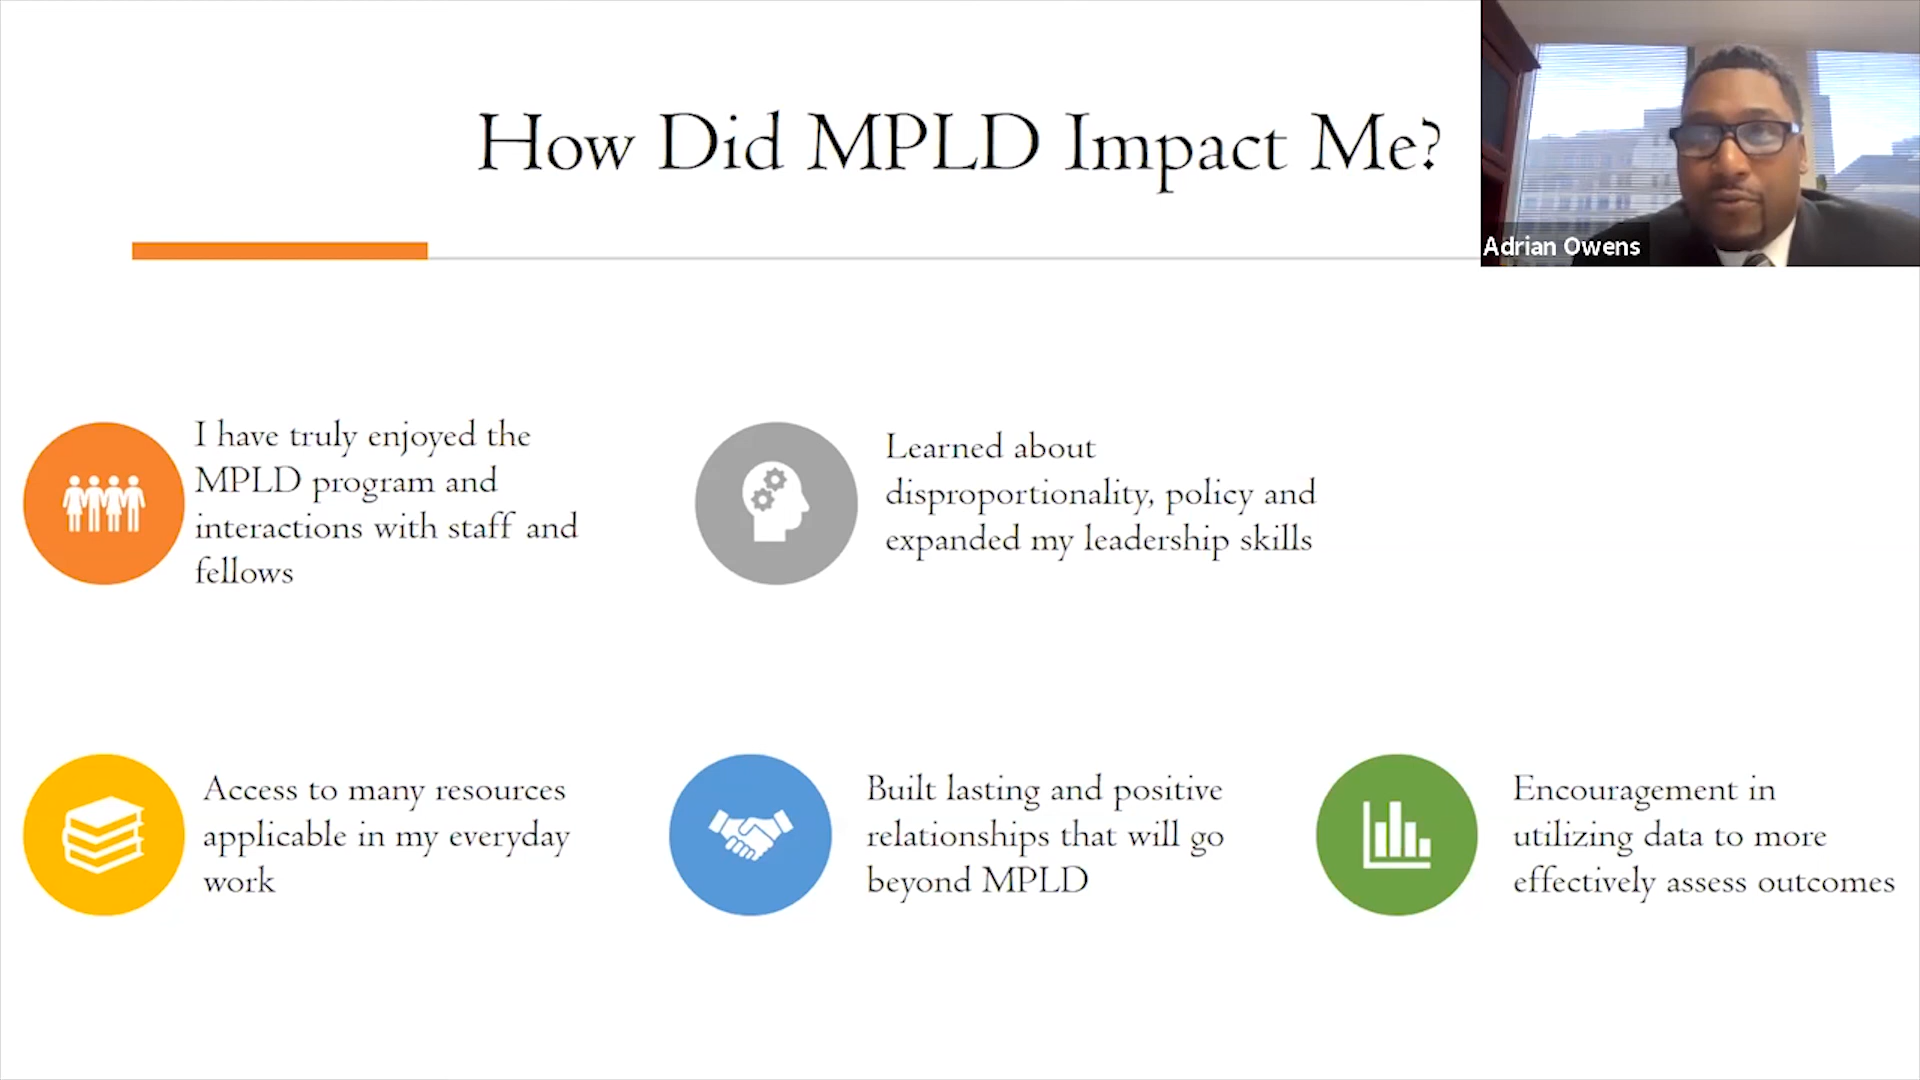 How Did MPLD Impact Me?
Adrian Owens
I have truly enjoyed the
MPLD program and
interactions with staff and
fellows
Learned about
disproportionality, policy and
expanded my leadership skills
Access to many resources
applicable in my everyday
work
Built lasting and positive
relationships that will go
beyond MPLD
Encouragement in
utilizing data to more
effectively assess outcomes